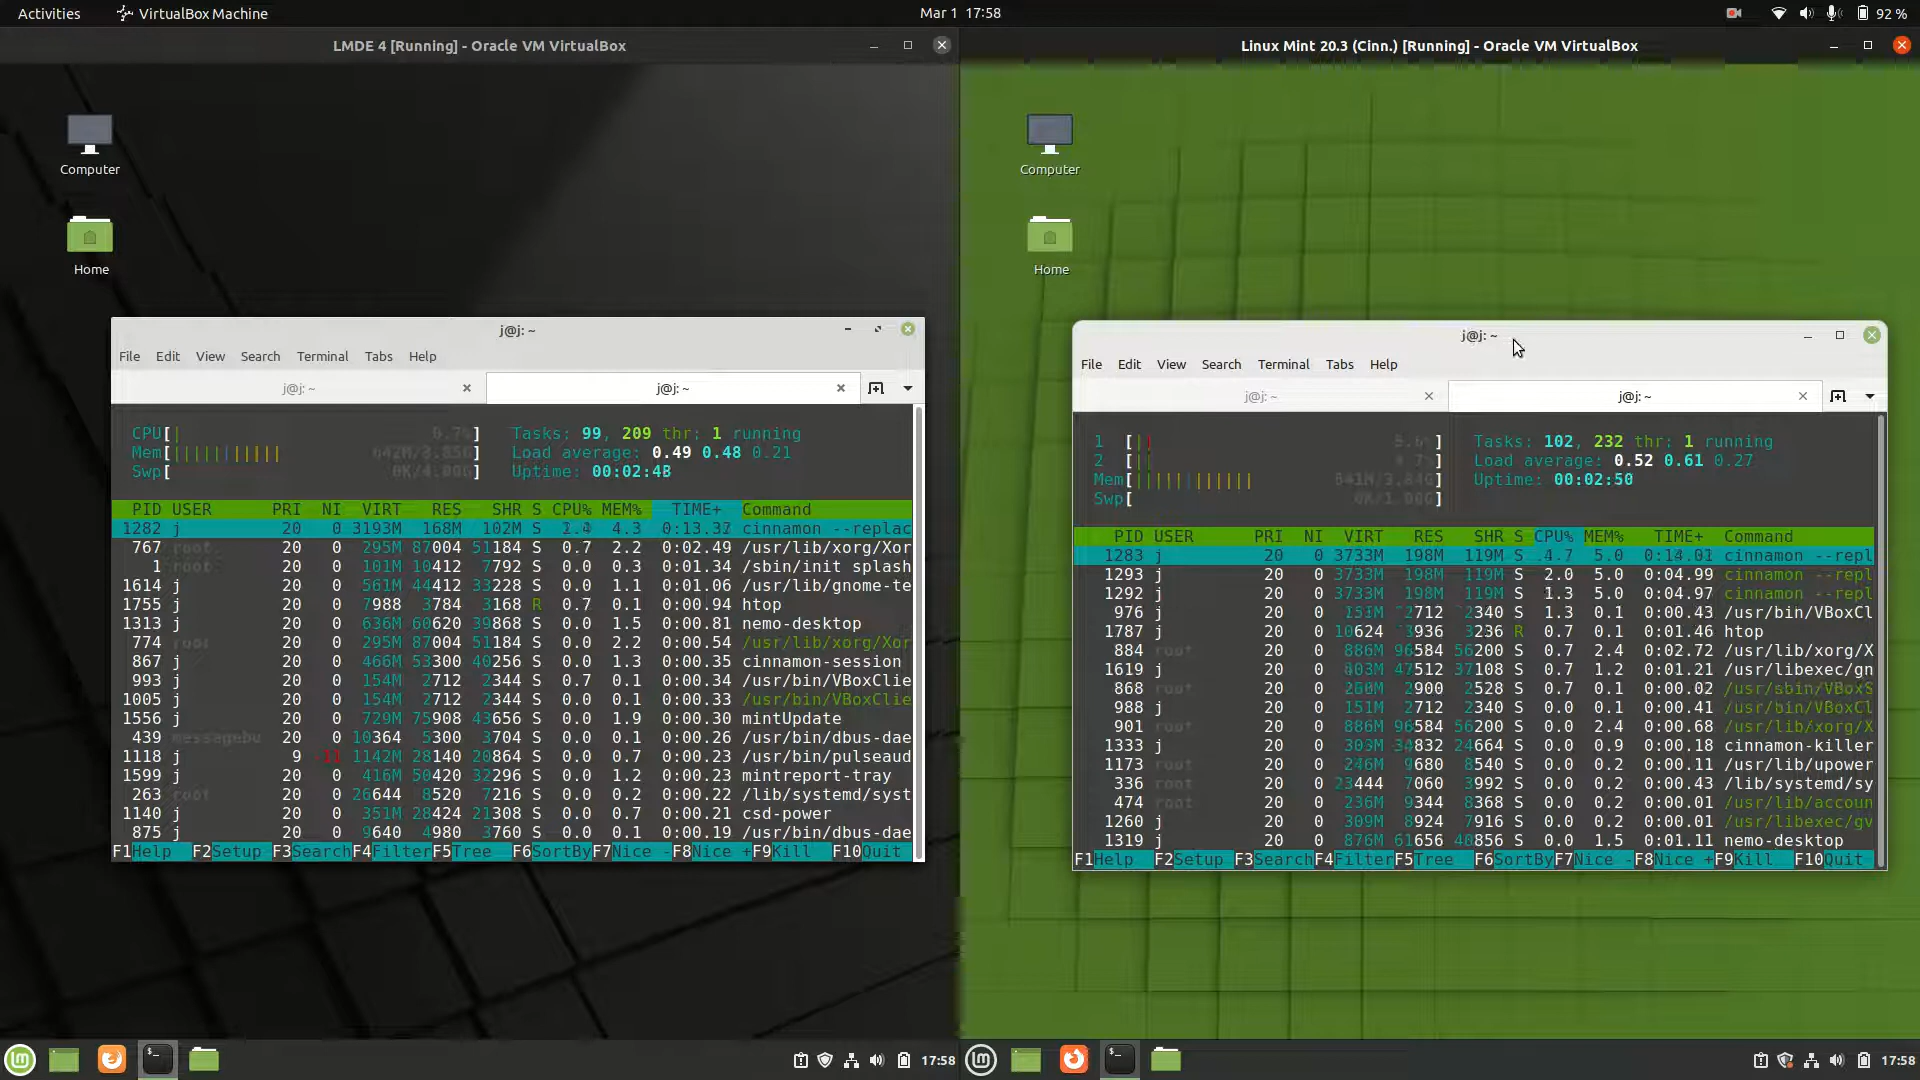 Activities VirtualBox Machine Mar 1 17:58 92 %
LMDE 4 [Running] - Oracle VM VirtualBox
Computer
Home
j@j: ~
File Edit View Search Terminal Tabs Help
j@j: ~ j@j: ~
CPU[ ] Tasks: 99, 209 thr; 1 running
Mem[ ] Load average: 0.49 0.48 0.21
Swp[ ] Uptime: 00:02:48
PID USER PRI NI VIRT RES SHR S CPU% MEM% TIME+ Command
1282 j 20 0 3193M 168M 102M S 4.3 cinnamon --replac
767 root 20 0 295M 87004 51184 S 0.7 2.2 0:02.49 /usr/lib/xorg/Xor
1 root 20 0 101M 10412 7792 S 0.0 0.3 0:01.34 /sbin/init splash
1614 j 20 0 561M 44412 33228 S 0.0 1.1 0:01.06 /usr/lib/gnome-te
1755 j 20 0 7988 3784 3168 R 0.7 0.1 0:00.94 htop
1313 j 20 0 636M 60620 39868 S 0.0 1.5 0:00.81 nemo-desktop
774 root 20 0 295M 87004 51184 S 0.0 2.2 0:00.54 /usr/lib/xorg/Xor
867 j 20 0 466M 53300 40256 S 0.0 1.3 0:00.35 cinnamon-session
993 j 20 0 154M 2712 2344 S 0.7 0.1 0:00.34 /usr/bin/VBoxClie
1005 j 20 0 154M 2712 2344 S 0.0 0.1 0:00.33 /usr/bin/VBoxClie
1556 j 20 0 729M 75908 43656 S 0.0 1.9 0:00.30 mintUpdate
439 messagebu 20 0 10364 5300 3704 S 0.0 0.1 0:00.26 /usr/bin/dbus-dae
1118 j 9 -11 1142M 28140 20864 S 0.0 0.7 0:00.23 /usr/bin/pulseaud
1599 j 20 0 416M 50420 32296 S 0.0 1.2 0:00.23 mintreport-tray
263 root 20 0 26644 8520 7216 S 0.0 0.2 0:00.22 /lib/systemd/syst
1140 j 20 0 351M 28424 21308 S 0.0 0.7 0:00.21 csd-power
875 j 20 0 9640 4980 3760 S 0.0 0.1 0:00.19 /usr/bin/dbus-dae
F1Help F2Setup F3SearchF4FilterF5Tree F6SortByF7Nice -F8Nice +F9Kill F10Quit
17:58
Linux Mint 20.3 (Cinn.) [Running] - Oracle VM VirtualBox
Computer
Home
j@j: ~
File Edit View Search Terminal Tabs Help
j@j: ~ j@j: ~
1 [ ] Tasks: 102, 232 thr; 1 running
2 [ ] Load average: 0.52 0.61 0.27
Mem[ ] Uptime: 00:02:50
Swp[ ]
PID USER PRI NI VIRT RES SHR S CPU% MEM% TIME+ Command
1283 j 20 0 3733M 198M 119M S 4.7 5.0 0:14.01 cinnamon --repl
1293 j 20 0 3733M 198M 119M S 2.0 5.0 0:04.99 cinnamon --repl
1292 j 20 0 3733M 198M 119M S 1.3 5.0 0:04.97 cinnamon --repl
976 j 20 0 151M 2712 2340 S 1.3 0.1 0:00.43 /usr/bin/VBoxCl
1787 j 20 0 10624 3936 3236 R 0.7 0.1 0:01.46 htop
884 root 20 0 886M 96584 56200 S 0.7 2.4 0:02.72 /usr/lib/xorg/X
1619 j 20 0 47512 37108 S 0.7 1.2 0:01.21 /usr/libexec/gn
868 root 20 0 2900 2528 S 0.7 0.1 0:00.02 /usr/sbin/VBoxS
988 j 20 0 151M 2712 2340 S 0.0 0.1 0:00.41 /usr/bin/VBoxCl
901 root 20 0 886M 96584 56200 S 0.0 2.4 0:00.68 /usr/lib/xorg/X
1333 j 20 0 303M 34832 24664 S 0.0 0.9 0:00.18 cinnamon-killer
1173 root 20 0 246M 9680 8540 S 0.0 0.2 0:00.11 /usr/lib/upower
336 root 20 0 23444 7060 3992 S 0.0 0.2 0:00.43 /lib/systemd/sy
474 root 20 0 236M 9344 8368 S 0.0 0.2 0:00.01 /usr/lib/accoun
1260 j 20 0 309M 8924 7916 S 0.0 0.2 0:00.01 /usr/libexec/gv
1319 j 20 0 876M 61656 40856 S 0.0 1.5 0:01.11 nemo-desktop
F1Help F2Setup F3SearchF4FilterF5Tree F6SortByF7Nice -F8Nice +F9Kill F10Quit
17:58